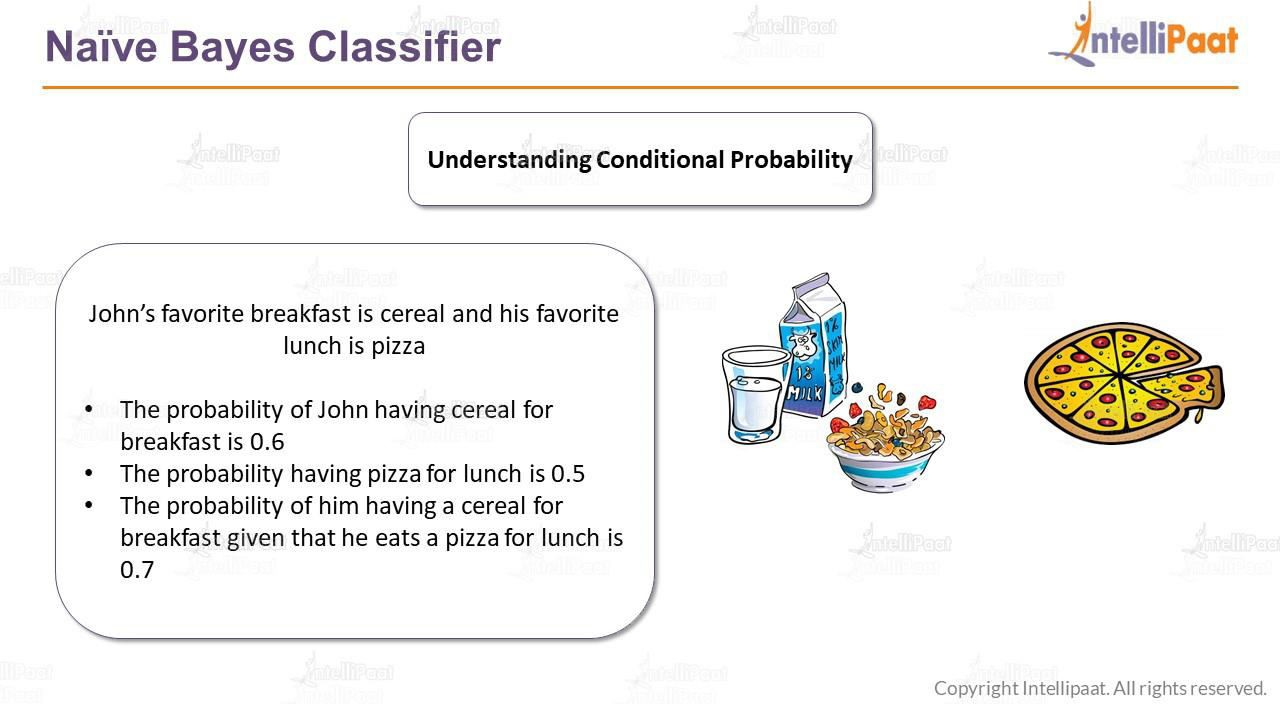 Naïve Bayes Classifier
IntelliPaat
Understanding Conditional Probability
John’s favorite breakfast is cereal and his favorite
lunch is pizza
• The probability of John having cereal for
breakfast is 0.6
• The probability having pizza for lunch is 0.5
• The probability of him having a cereal for
breakfast given that he eats a pizza for lunch is
0.7
MILK
Copyright Intellipaat. All rights reserved.